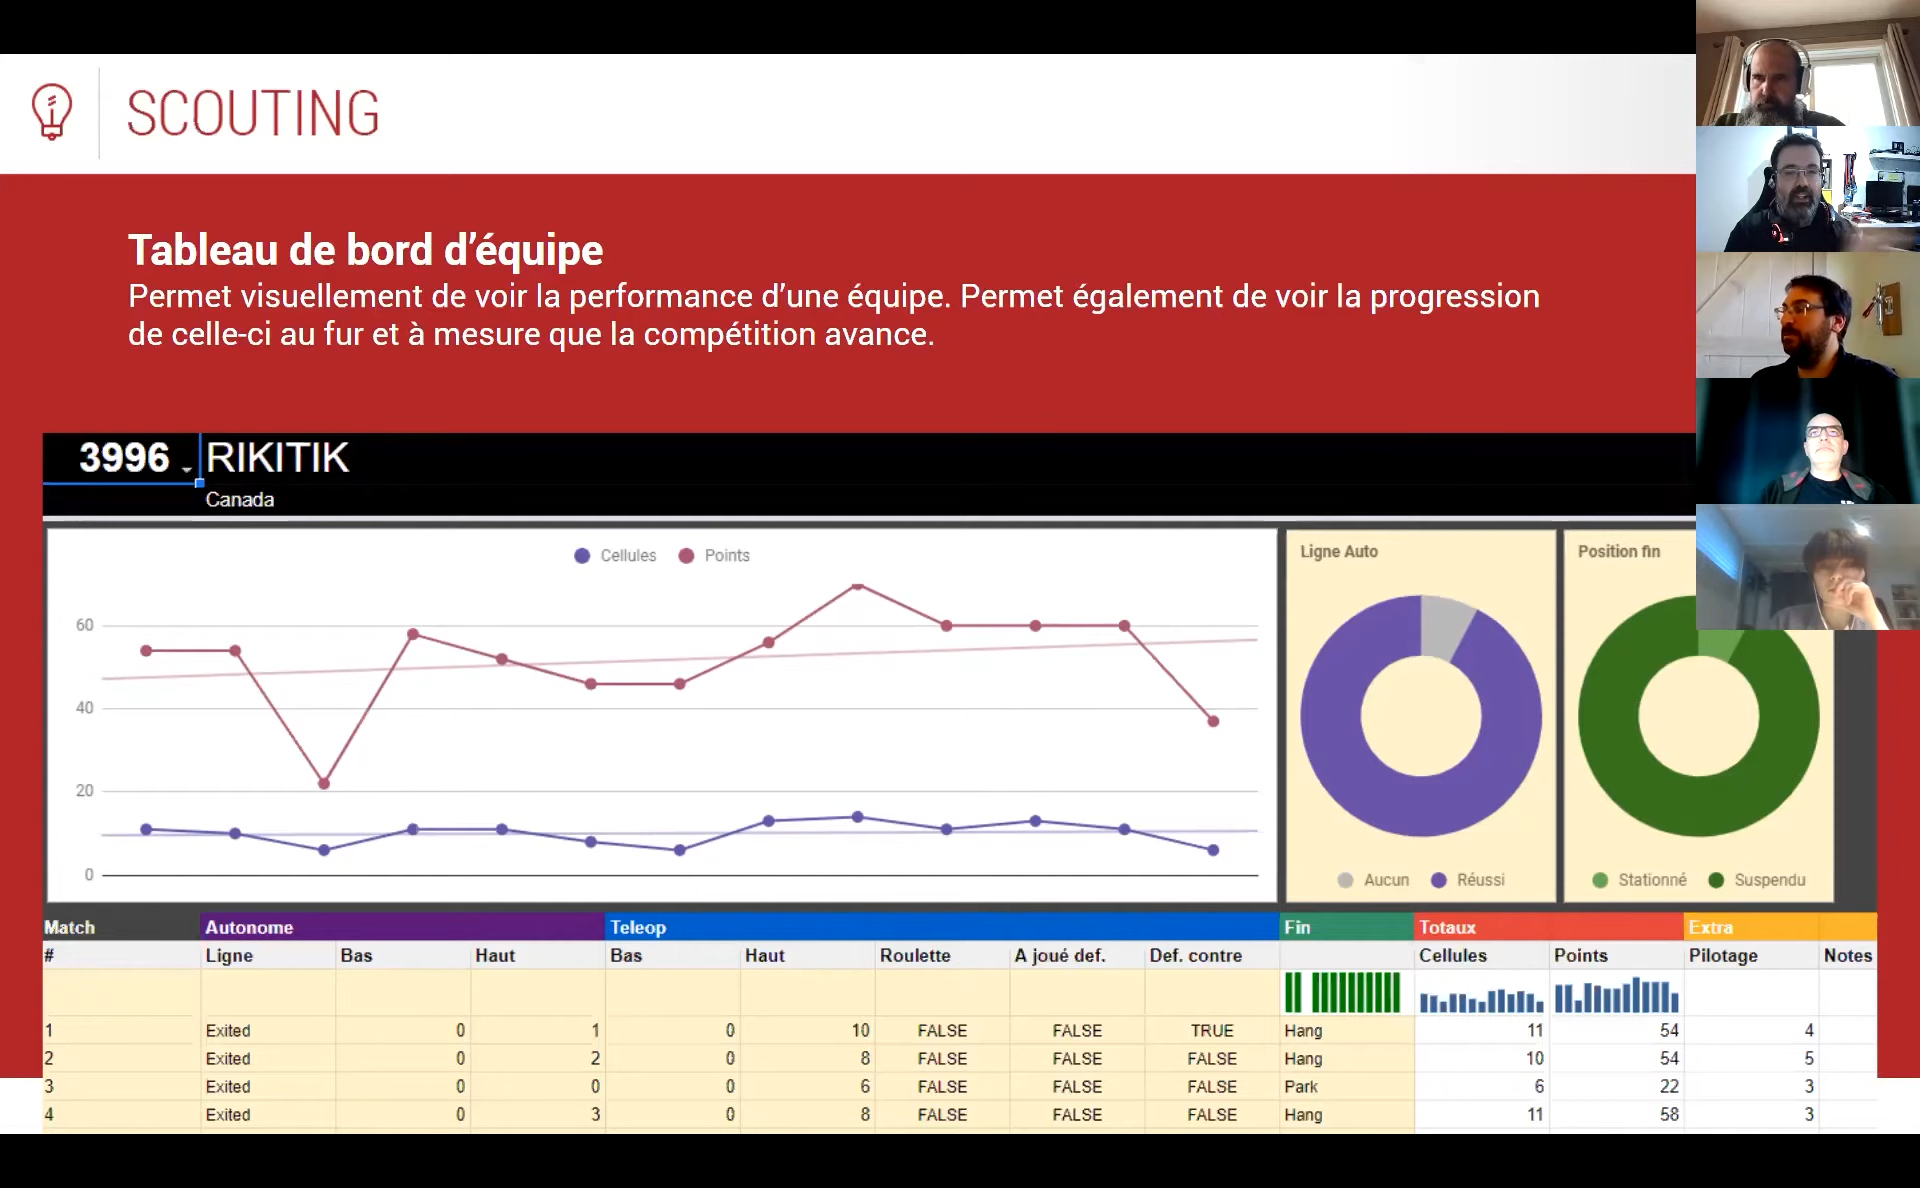 SCOUTING
Tableau de bord d’équipe
Permet visuellement de voir la performance d’une équipe. Permet également de voir la progression
de celle-ci au fur et à mesure que la compétition avance.
3996 RIKITIK
Canada
Cellules Points
60
40
20
0
Ligne Auto
Aucun Réussi
Position fin
Stationné Suspendu
Match Autonome Teleop Fin Totaux Extra
# Ligne Bas Haut Bas Haut Roulette A joué def. Def. contre Cellules Points Pilotage Notes
1 Exited 0 1 0 10 FALSE FALSE TRUE Hang 11 54 4
2 Exited 0 2 0 8 FALSE FALSE FALSE Hang 10 54 5
3 Exited 0 0 0 6 FALSE FALSE FALSE Park 6 22 3
4 Exited 0 3 0 8 FALSE FALSE FALSE Hang 11 58 3